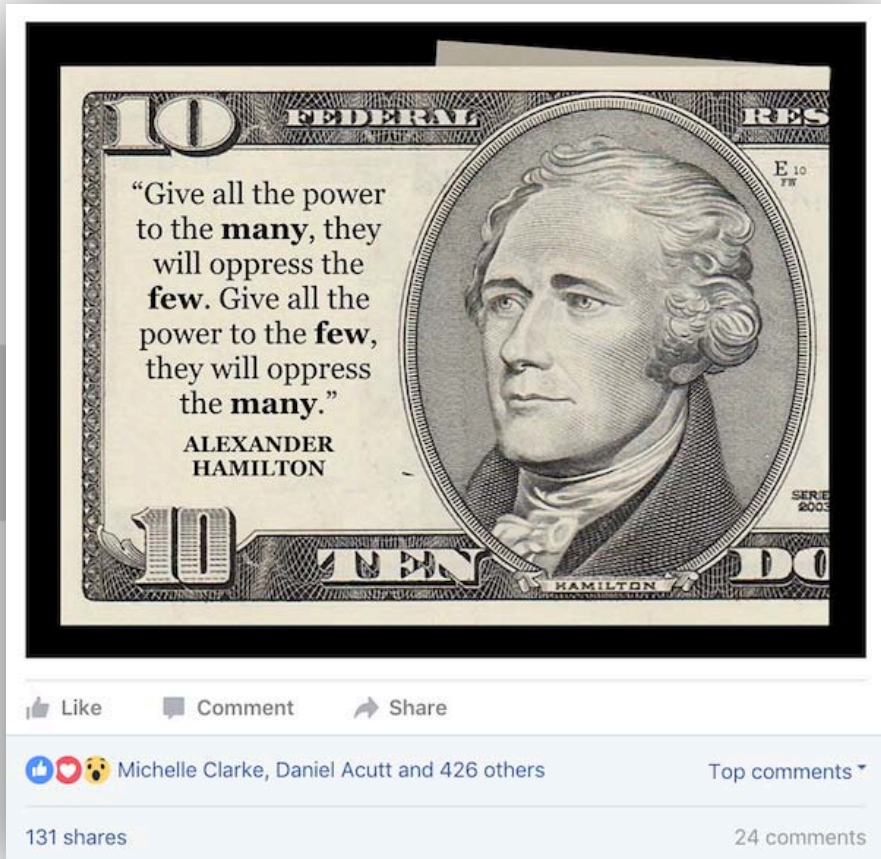 10 FEDERAL RES
E 10
FW
“Give all the power
to the many, they
will oppress the
few. Give all the
power to the few,
they will oppress
the many.”
ALEXANDER
HAMILTON
SERIE
2003
10 TEN HAMILTON DO
Like Comment Share
Michelle Clarke, Daniel Acutt and 426 others Top comments
131 shares 24 comments